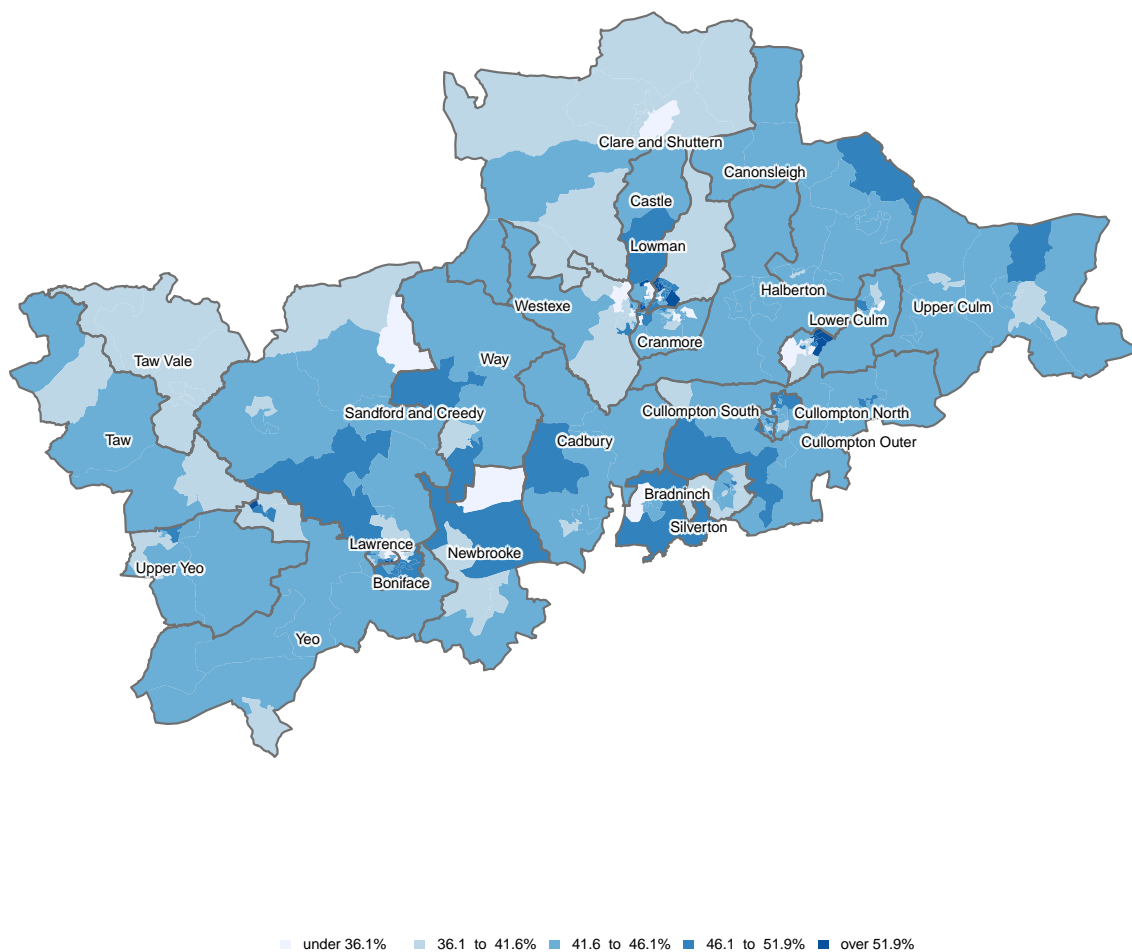 Clare and Shuttern
Canonsleigh
Castle
Lowman
Halberton
Westexe
Upper Culm
Lower Culm
Cranmore
Way
Taw Vale
Sandford and Creedy
Cullompton South
Cullompton North
Taw
Cadbury
Cullompton Outer
Bradninch
Silverton
Lawrence
Newbrooke
Upper Yeo
Boniface
Yeo
under 36.1% 36.1 to 41.6% 41.6 to 46.1% 46.1 to 51.9% over 51.9%